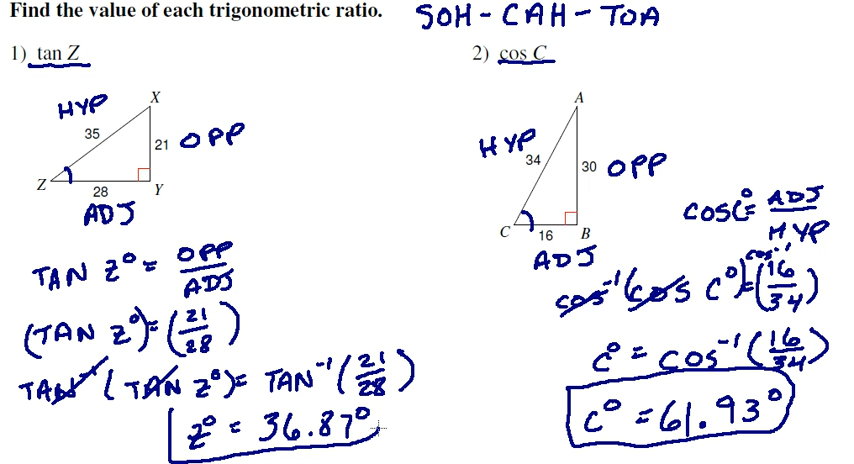 Find the value of each trigonometric ratio.
SOH - CAH - TOA
1) tan Z
HYP
X
35
21
OPP
Z
28
Y
ADJ
TAN Z° = OPP/ADJ
(TAN Z°) = (21/28)
TAN⁻¹(TAN Z°) = TAN⁻¹(21/28)
Z° = 36.87°
2) cos C
A
HYP
34
30
OPP
C
16
B
ADJ
COS C° = ADJ/HYP
cos⁻¹(cos C°) = cos⁻¹(16/34)
C° = cos⁻¹(16/34)
C° = 61.93°